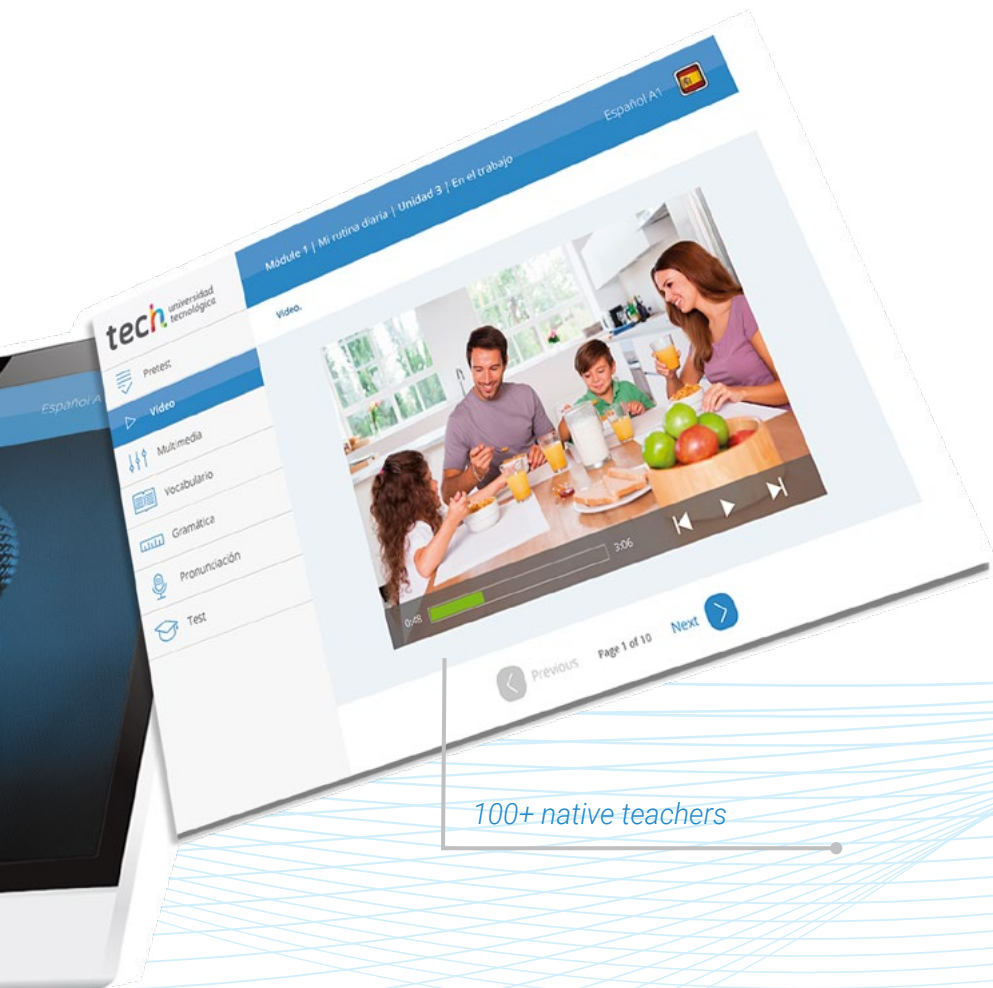 Español A1
Módule 1 | Mi rutina diaria | Unidad 3 | En el trabajo
tech universidad
tecnológica
Video.
Pretest
Video
Multimedia
Vocabulario
Gramática
Pronunciación
Test
0:48
3:06
Previous
Page 1 of 10
Next
Español A
100+ native teachers